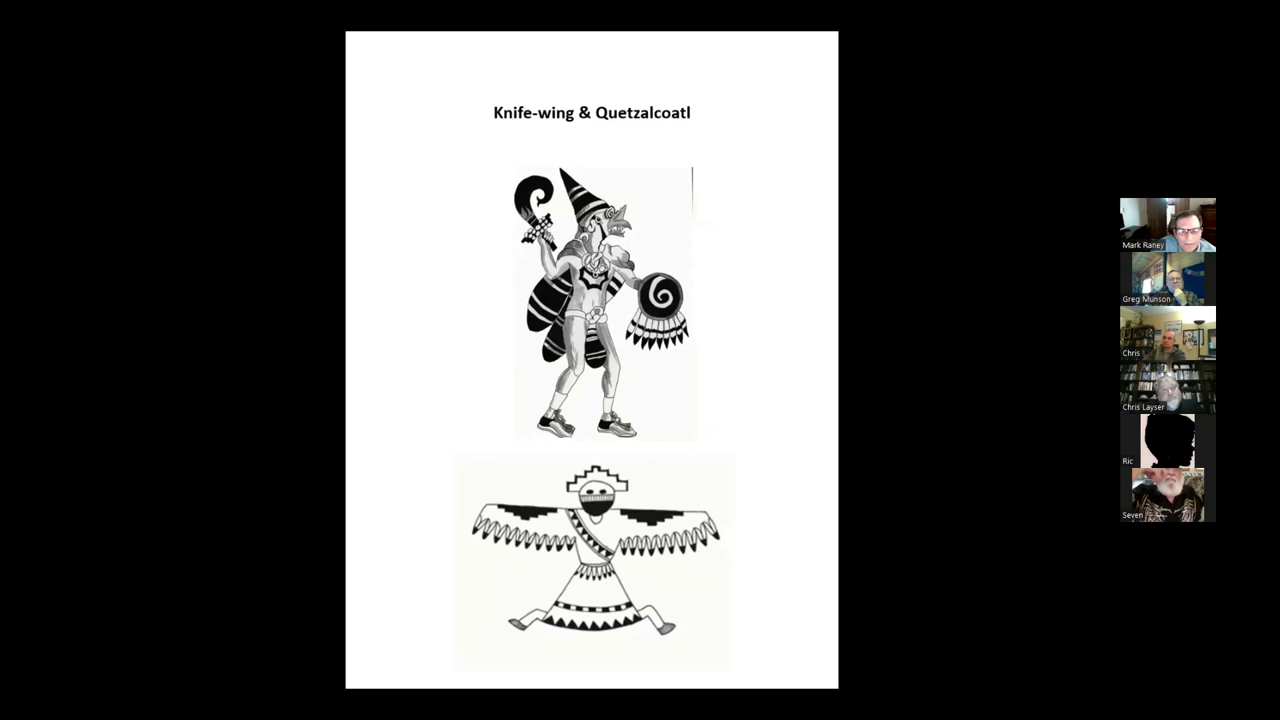 Knife-wing & Quetzalcoatl
Mark Raney
Greg Munson
Chris
Chris Layser
Ric
Seven